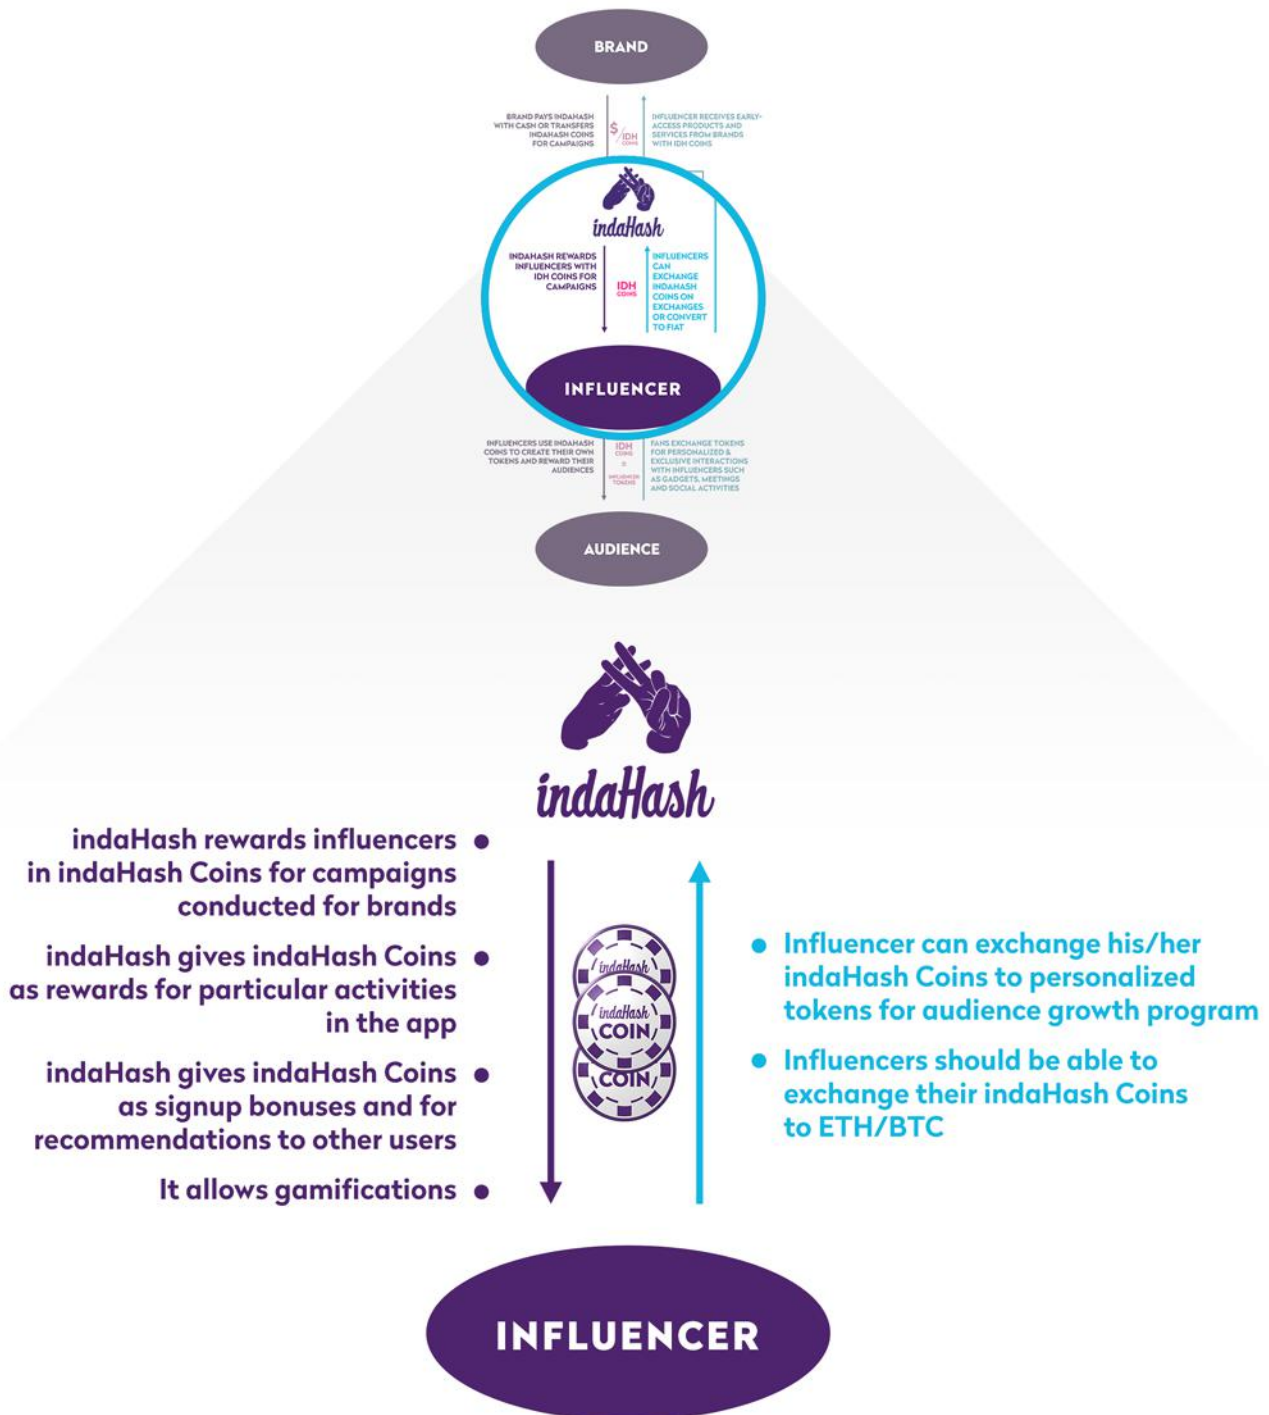 BRAND
BRAND PAYS INDAHASH
WITH CASH OR TRANSFERS
INDAHASH COINS
FOR CAMPAIGNS
$/IDH
COINS
INFLUENCER RECEIVES EARLY-
ACCESS PRODUCTS AND
SERVICES FROM BRANDS
WITH IDH COINS
indaHash
INDAHASH REWARDS
INFLUENCERS WITH
IDH COINS FOR
CAMPAIGNS
IDH
COINS
INFLUENCERS
CAN
EXCHANGE
INDAHASH
COINS ON
EXCHANGES
OR CONVERT
TO FIAT
INFLUENCER
INFLUENCERS USE INDAHASH
COINS TO CREATE THEIR OWN
TOKENS AND REWARD THEIR
AUDIENCES
IDH
COINS
=
INFLUENCER
TOKENS
FANS EXCHANGE TOKENS
FOR PERSONALIZED &
EXCLUSIVE INTERACTIONS
WITH INFLUENCERS SUCH
AS GADGETS, MEETINGS
AND SOCIAL ACTIVITIES
AUDIENCE
indaHash
indaHash rewards influencers
in indaHash Coins for campaigns
conducted for brands
indaHash gives indaHash Coins
as rewards for particular activities
in the app
indaHash gives indaHash Coins
as signup bonuses and for
recommendations to other users
It allows gamifications
indaHash
indaHash
COIN
COIN
Influencer can exchange his/her
indaHash Coins to personalized
tokens for audience growth program
Influencers should be able to
exchange their indaHash Coins
to ETH/BTC
INFLUENCER